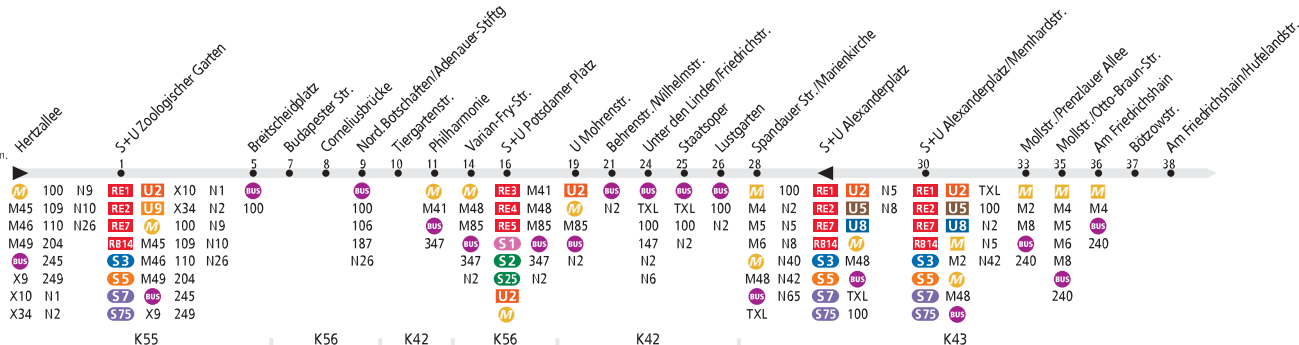 Hertzallee
S+U Zoologischer Garten
Breitscheidplatz
Budapester Str.
Corneliusbrücke
Nord.Botschaften/Adenauer-Stiftg
Tiergartenstr.
Philharmonie
Varian-Fry-Str.
S+U Potsdamer Platz
U Mohrenstr.
Behrenstr./Wilhelmstr.
Unter den Linden/Friedrichstr.
Staatsoper
Lustgarten
Spandauer Str./Marienkirche
S+U Alexanderplatz
S+U Alexanderplatz/Memhardstr.
Mollstr./Prenzlauer Allee
Mollstr./Otto-Braun-Str.
Am Friedrichshain
Bötzowstr.
Am Friedrichshain/Hufelandstr.
n. 1 5 7 8 9 10 11 14 16 19 21 24 25 26 28 30 33 35 36 37 38
M 100 N9 RE1 U2 X10 N1 BUS BUS M M RE3 M41 U2 BUS BUS BUS BUS M 100 RE1 U2 N5 RE1 U2 TXL M M M
M45 109 N10 RE2 U9 X34 N2 100 100 M41 M48 RE4 M48 M N2 TXL TXL 100 M4 N2 RE2 U5 N8 RE2 U5 100 M2 M4 M4
M46 110 N26 RE7 M 100 N9 106 BUS M85 RE5 M85 M85 100 100 N2 M5 N5 RE7 U8 RE7 U8 N2 M8 M5 BUS
M49 204 RB14 M45 109 N10 187 347 BUS S1 BUS BUS 147 N2 M6 N8 RB14 M RB14 M N5 BUS M6 240
BUS 245 S3 M46 110 N26 N26 347 S2 347 N2 N2 M N40 S3 M48 S3 M2 N42 240 M8
X9 249 S5 M49 204 N2 S25 N2 N6 M48 N42 S5 BUS S5 M BUS
X10 N1 S7 BUS 245 U2 BUS N65 S7 TXL S7 M48 240
X34 N2 S75 X9 249 M TXL S75 100 S75 BUS
K55 K56 K42 K56 K42 K43